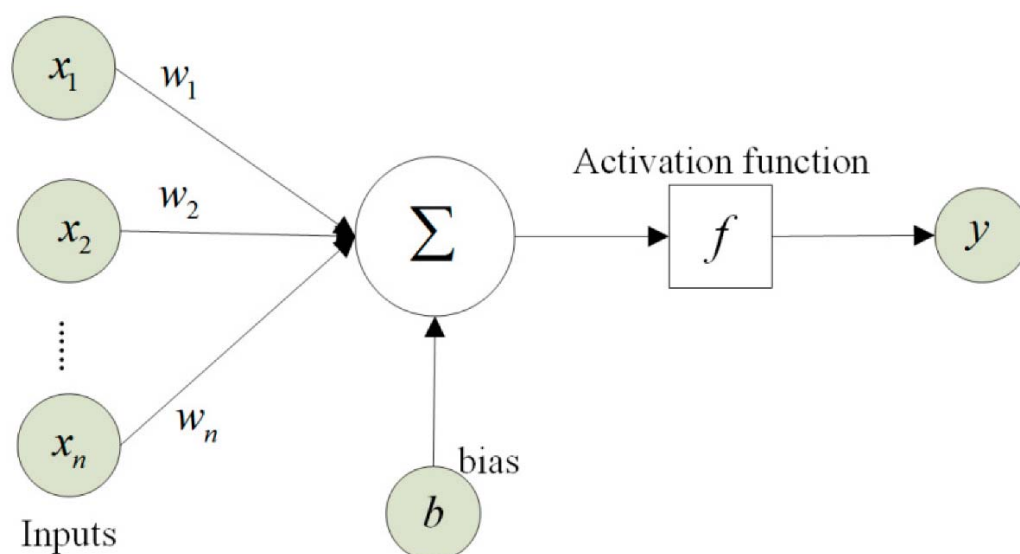 x₁
w₁
Activation function
x₂
w₂
Σ
f
y
......
xₙ
wₙ
bias
b
Inputs